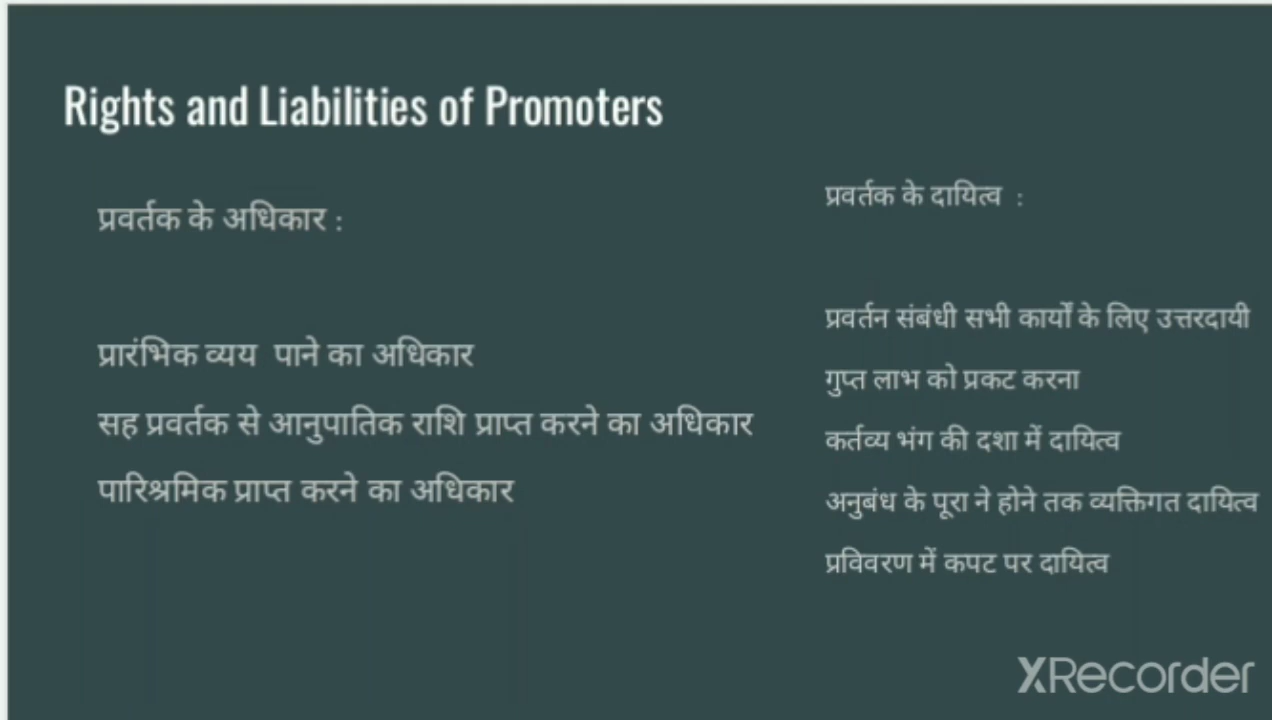 Rights and Liabilities of Promoters
प्रवर्तक के अधिकार :
प्रारंभिक व्यय पाने का अधिकार
सह प्रवर्तक से आनुपातिक राशि प्राप्त करने का अधिकार
पारिश्रमिक प्राप्त करने का अधिकार
प्रवर्तक के दायित्व :
प्रवर्तन संबंधी सभी कार्यों के लिए उत्तरदायी
गुप्त लाभ को प्रकट करना
कर्तव्य भंग की दशा में दायित्व
अनुबंध के पूरा ने होने तक व्यक्तिगत दायित्व
प्रविवरण में कपट पर दायित्व
XRecorder